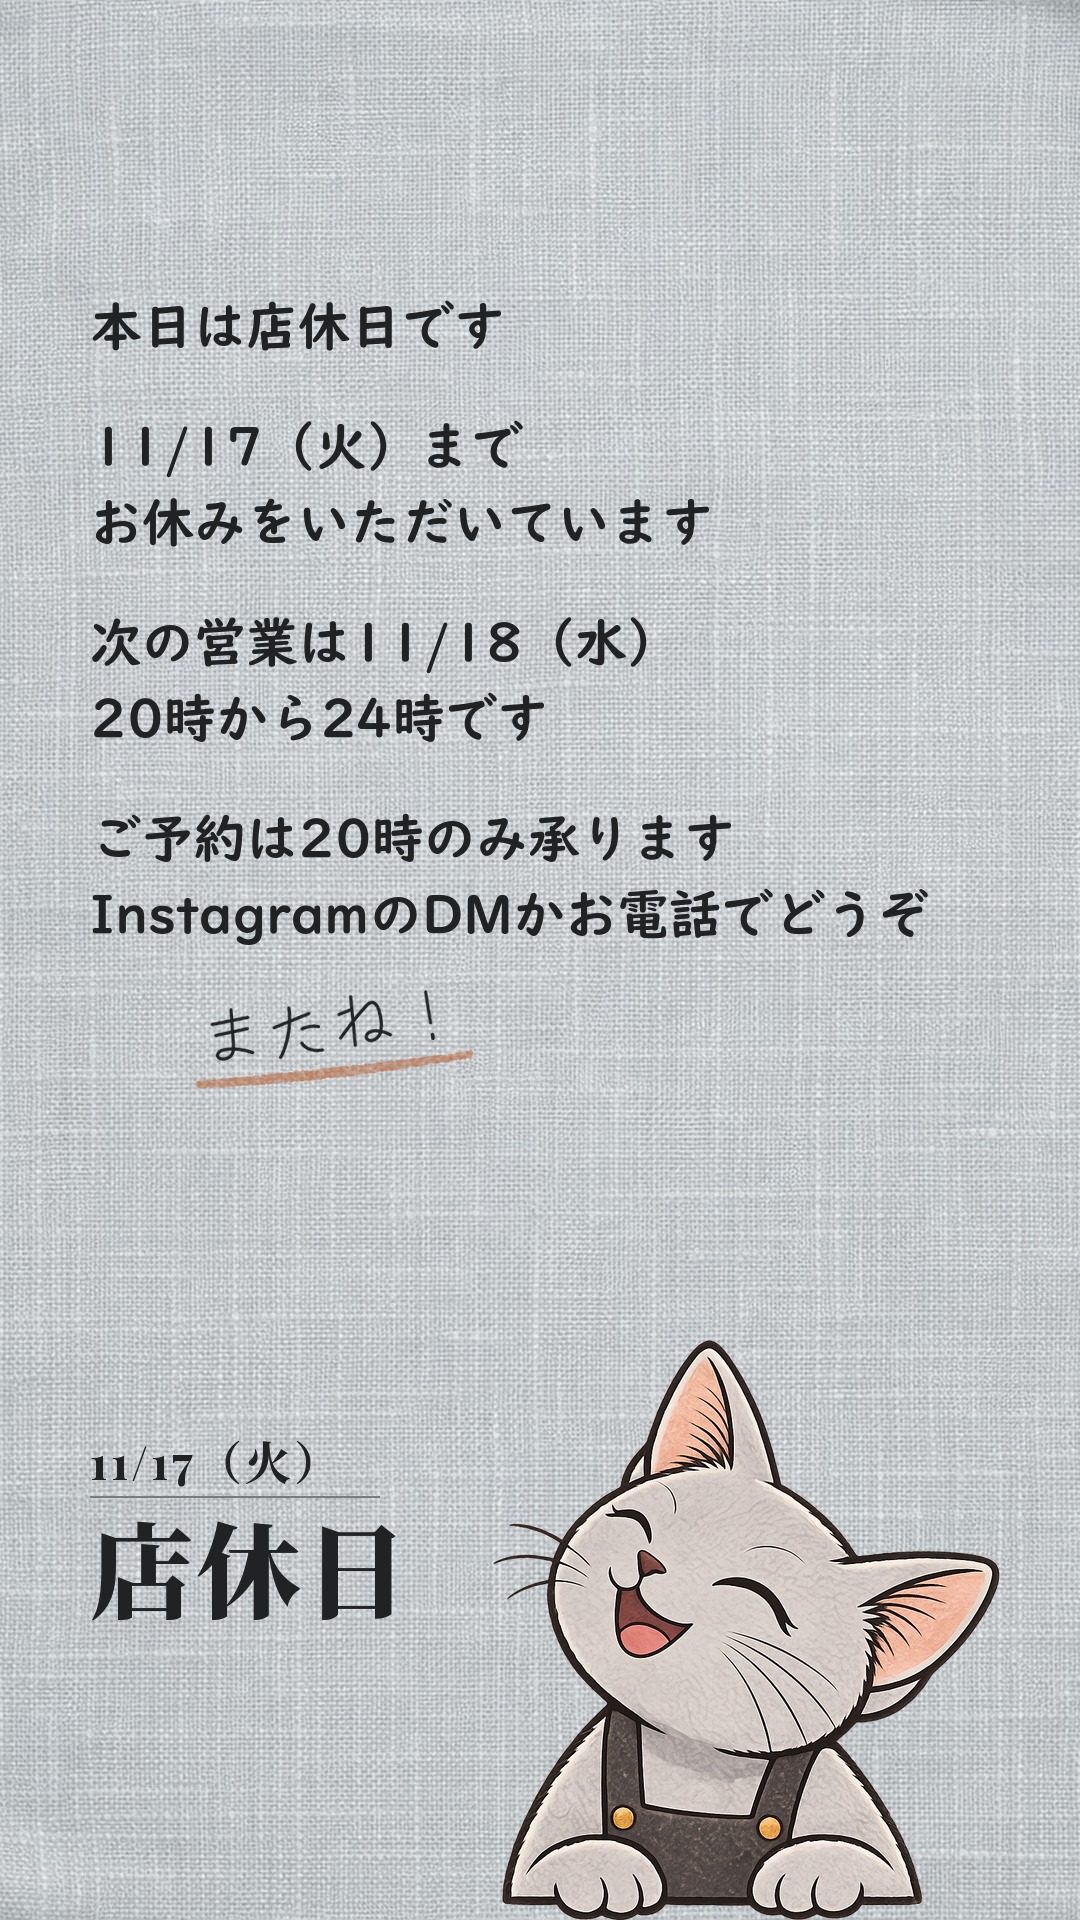 本日は店休日です
11/17（火）まで
お休みをいただいています
次の営業は11/18（水）
20時から24時です
ご予約は20時のみ承ります
InstagramのDMかお電話でどうぞ
またね！
11/17（火）
店休日